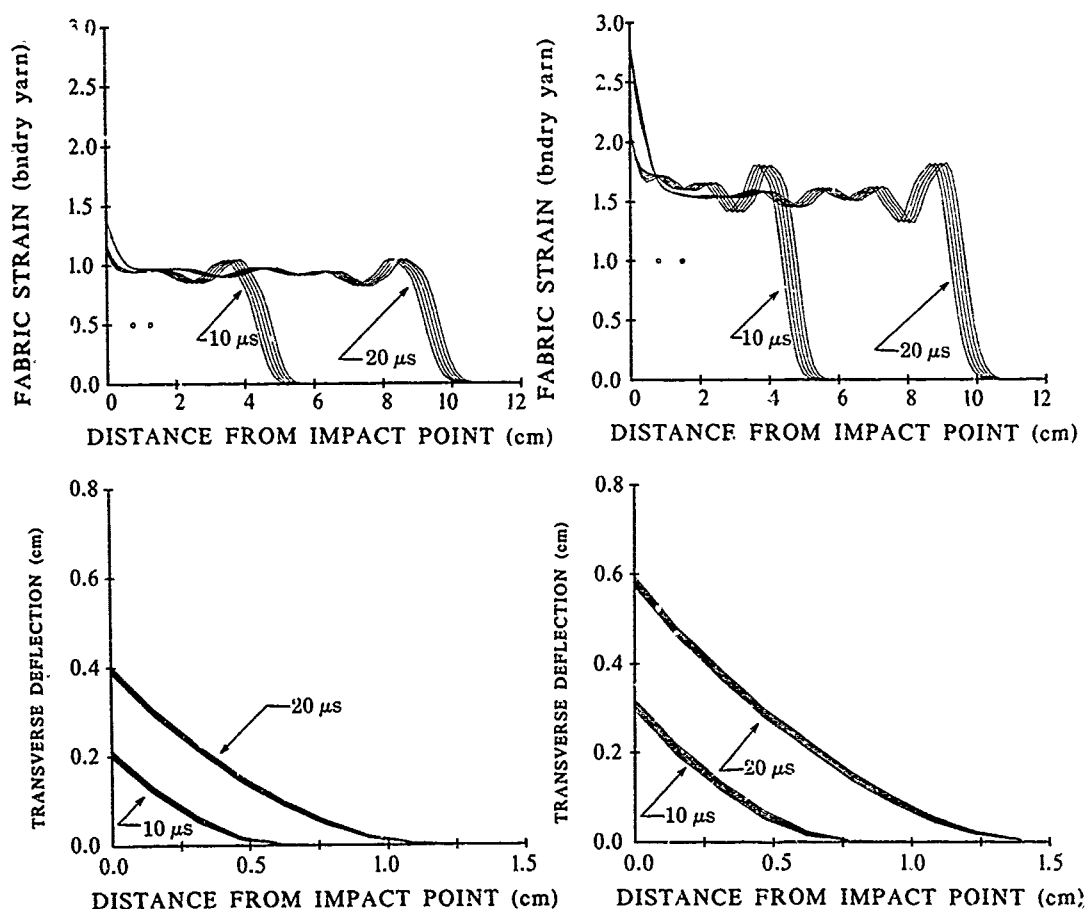 FABRIC STRAIN (bndry yarn)
3.0
2.5
2.0
1.5
1.0
0.5
0.0
10 µs
20 µs
0 2 4 6 8 10 12
DISTANCE FROM IMPACT POINT (cm)
FABRIC STRAIN (bndry yarn)
3.0
2.5
2.0
1.5
1.0
0.5
0.0
10 µs
20 µs
0 2 4 6 8 10 12
DISTANCE FROM IMPACT POINT (cm)
TRANSVERSE DEFLECTION (cm)
0.8
0.6
0.4
0.2
0.0
20 µs
10 µs
0.0 0.5 1.0 1.5
DISTANCE FROM IMPACT POINT (cm)
TRANSVERSE DEFLECTION (cm)
0.8
0.6
0.4
0.2
0.0
20 µs
10 µs
0.0 0.5 1.0 1.5
DISTANCE FROM IMPACT POINT (cm)